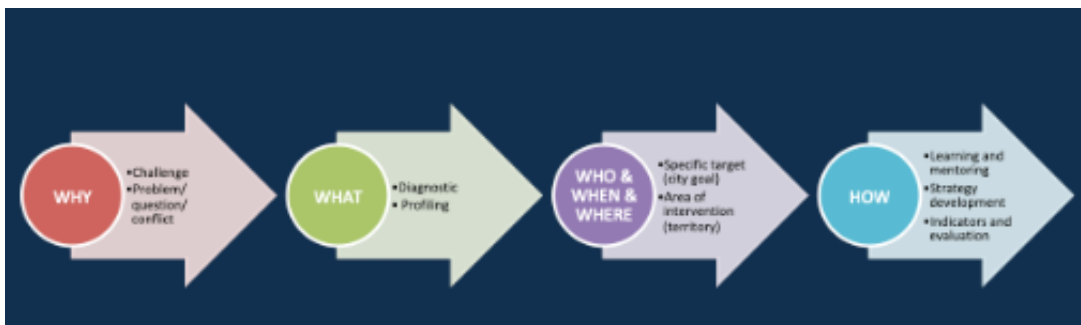 WHY
▪Challenge
▪Problem/
question/
conflict
WHAT
▪Diagnostic
▪ Profiling
WHO &
WHEN &
WHERE
▪Specific target
(city goal)
▪Area of
intervention
(territory)
HOW
▪Learning and
mentoring
▪Strategy
development
▪Indicators and
evaluation